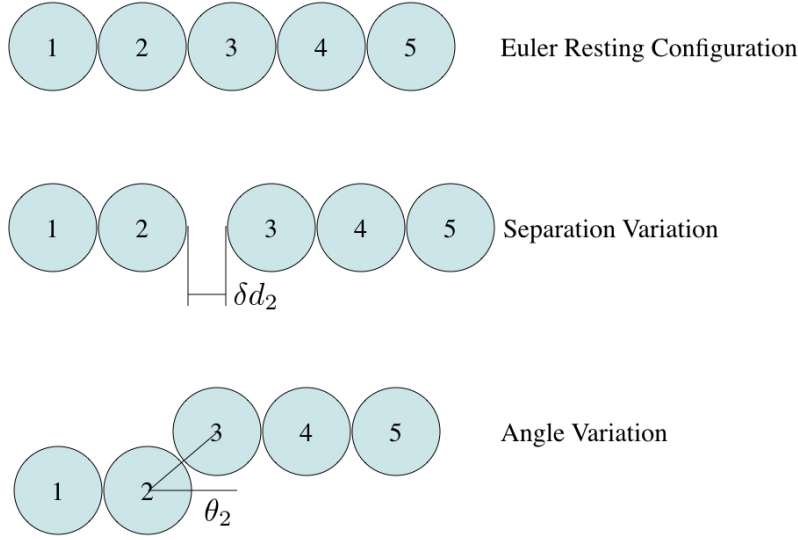 1 2 3 4 5 Euler Resting Configuration
1 2 3 4 5 Separation Variation
δd₂
3 4 5 Angle Variation
1 2
θ₂